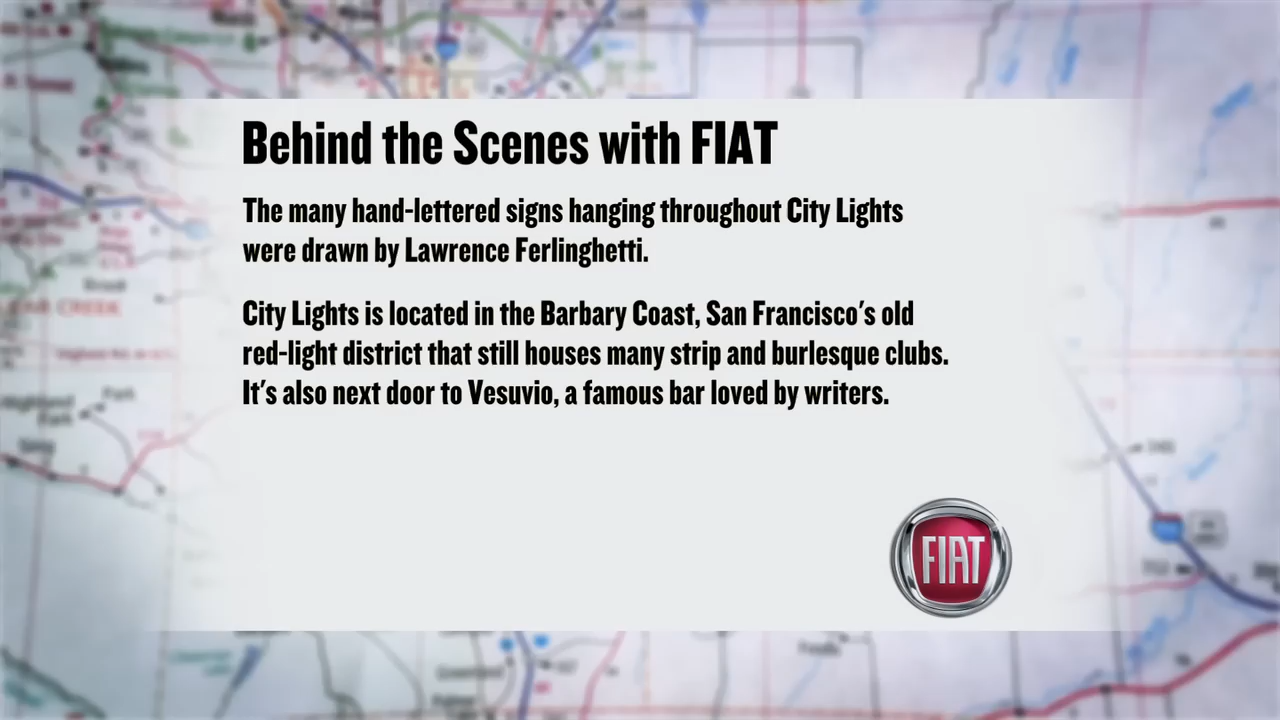 Behind the Scenes with FIAT
The many hand-lettered signs hanging throughout City Lights
were drawn by Lawrence Ferlinghetti.
City Lights is located in the Barbary Coast, San Francisco's old
red-light district that still houses many strip and burlesque clubs.
It's also next door to Vesuvio, a famous bar loved by writers.
FIAT